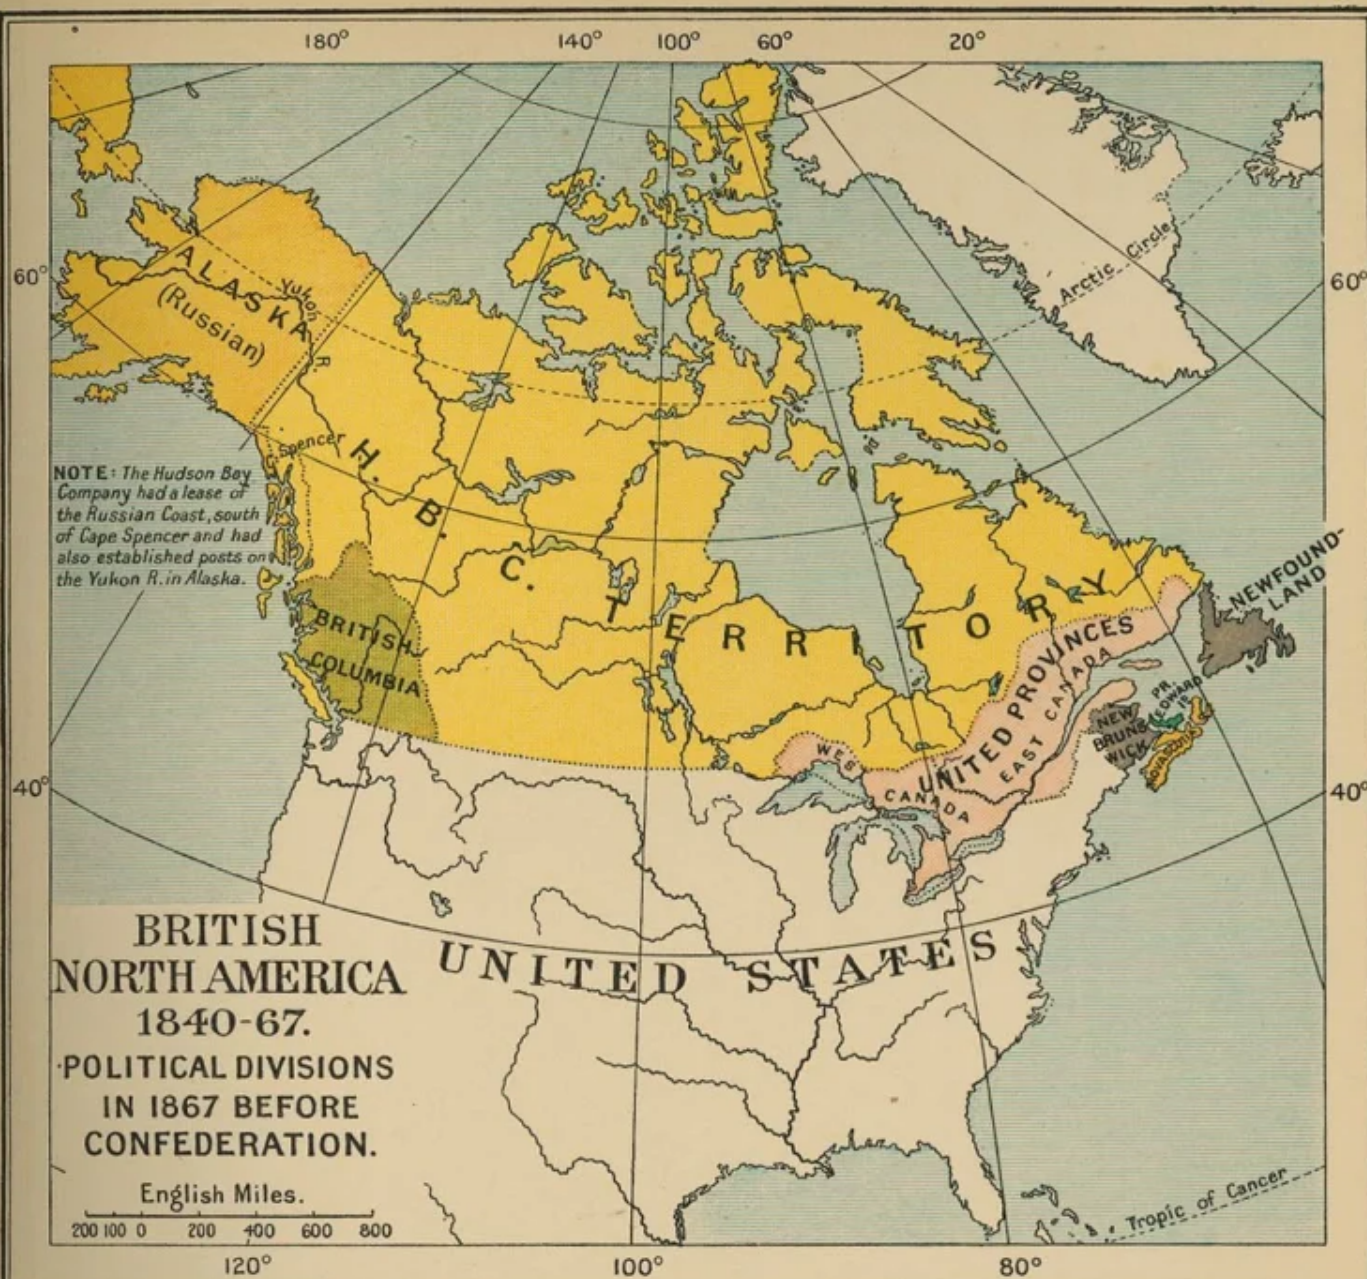 180° 140° 100° 60° 20°
60°
60°
40°
40°
ALASKA
(Russian)
Yukon
R.
Spencer
NOTE: The Hudson Bay
Company had a lease of
the Russian Coast, south
of Cape Spencer and had
also established posts on
the Yukon R. in Alaska.
H. B. C. TERRITORY
Arctic Circle
BRITISH
COLUMBIA
NEWFOUND-
LAND
UNITED PROVINCES
EAST CANADA
WEST
CANADA
PR.
EDWARD
IS.
NEW
BRUNS
WICK
NOVA SCOTIA
UNITED STATES
BRITISH
NORTH AMERICA
1840-67.
POLITICAL DIVISIONS
IN 1867 BEFORE
CONFEDERATION.
English Miles.
200 100 0 200 400 600 800
Tropic of Cancer
120° 100° 80°